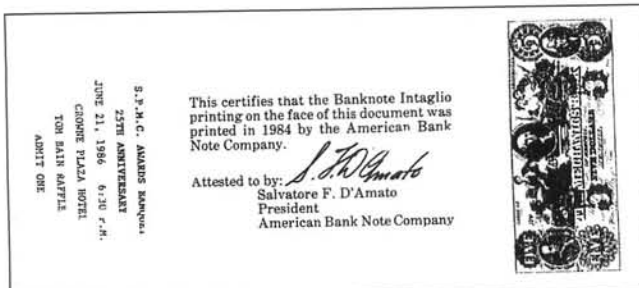 S.P.M.C. AWARDS BANQUET
25TH ANNIVERSARY
JUNE 21, 1986 6:30 P.M.
CROWNE PLAZA HOTEL
TOM BAIN RAFFLE
ADMIT ONE
This certifies that the Banknote Intaglio
printing on the face of this document was
printed in 1984 by the American Bank
Note Company.
Attested to by: S. F. D'Amato
Salvatore F. D'Amato
President
American Bank Note Company
FIVE